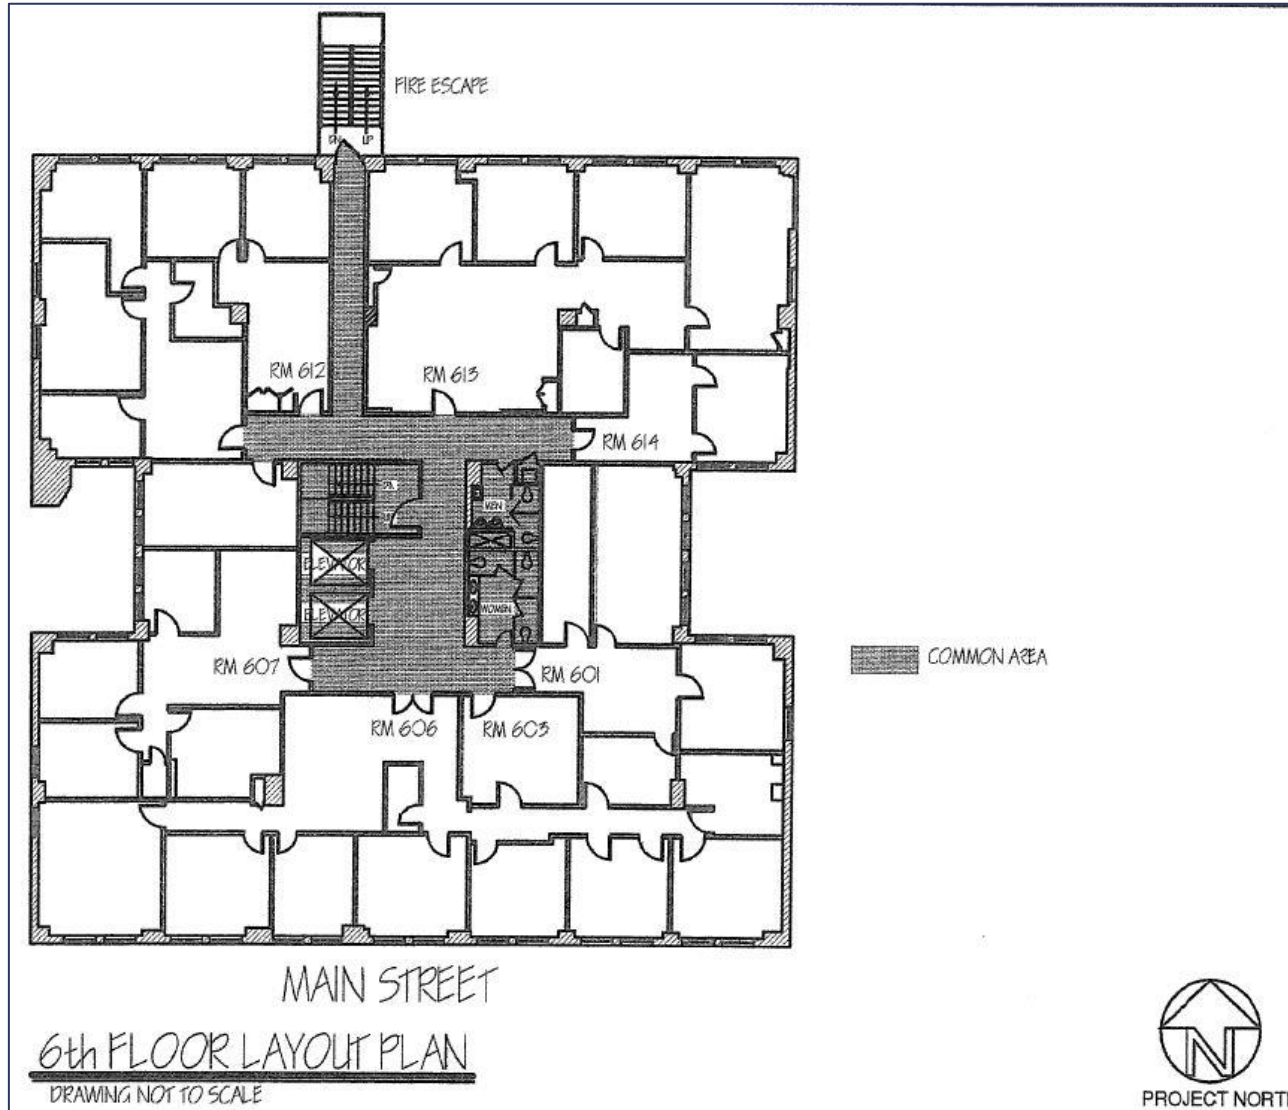 FIRE ESCAPE
DN UP
RM 612
RM 613
RM 614
DN
MEN
UP
ELEVATOR
ELEVATOR
WOMEN
RM 607
RM 601
COMMON AREA
RM 606
RM 603
MAIN STREET
6th FLOOR LAYOUT PLAN
DRAWING NOT TO SCALE
N
PROJECT NORTH